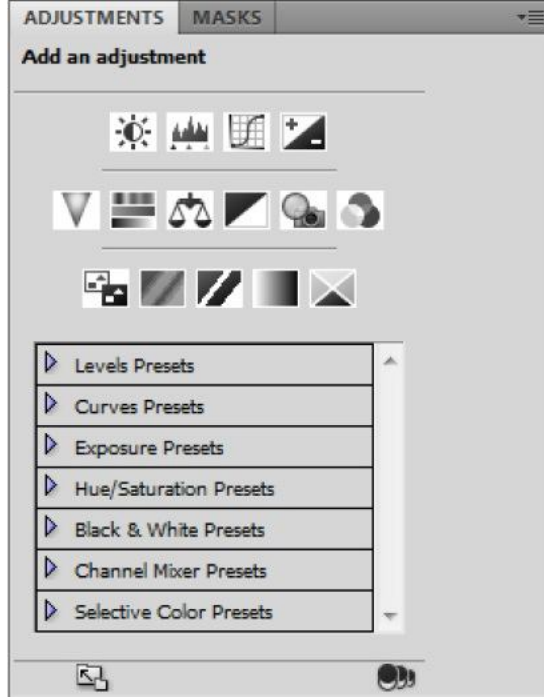 ADJUSTMENTS MASKS
Add an adjustment
Levels Presets
Curves Presets
Exposure Presets
Hue/Saturation Presets
Black & White Presets
Channel Mixer Presets
Selective Color Presets